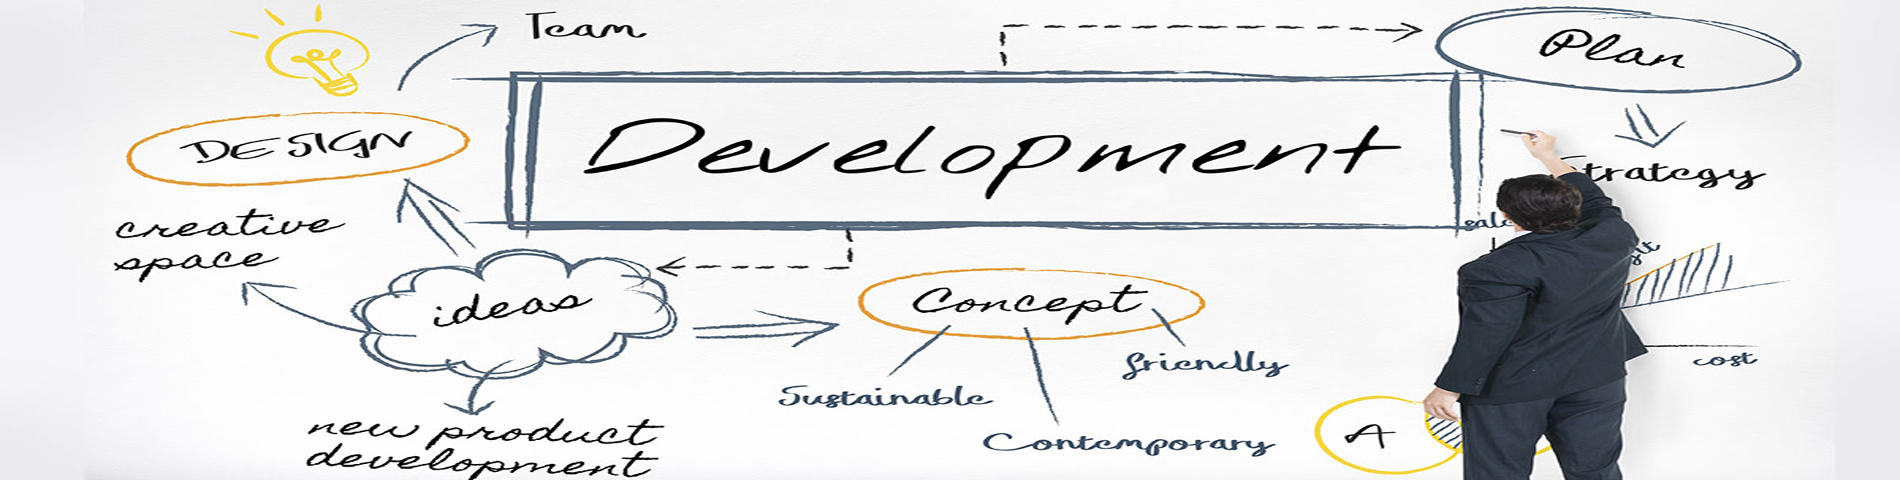 Team
Plan
DESIGN
Development
Strategy
creative
space
ideas
Concept
friendly
cost
Sustainable
new product
development
Contemporary
A